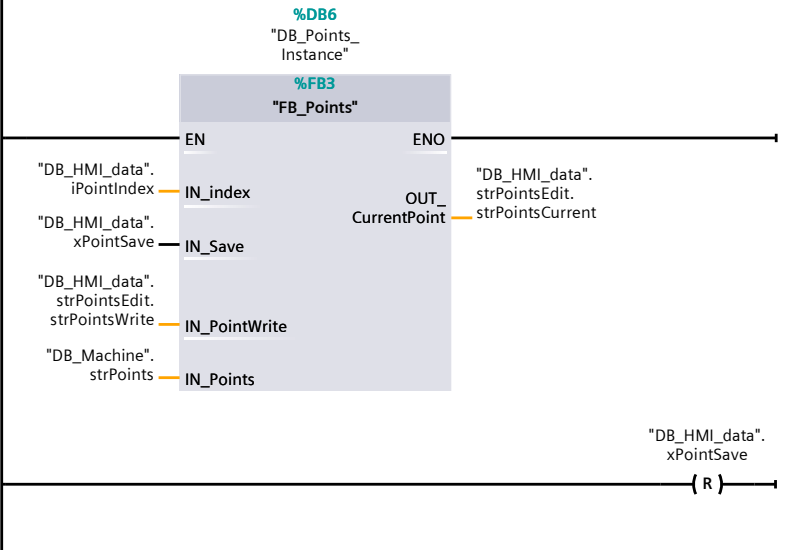 %DB6
"DB_Points_
Instance"
%FB3
"FB_Points"
EN
ENO
"DB_HMI_data".
iPointIndex
IN_index
"DB_HMI_data".
xPointSave
IN_Save
"DB_HMI_data".
strPointsEdit.
strPointsWrite
IN_PointWrite
"DB_Machine".
strPoints
IN_Points
OUT_
CurrentPoint
"DB_HMI_data".
strPointsEdit.
strPointsCurrent
"DB_HMI_data".
xPointSave
R